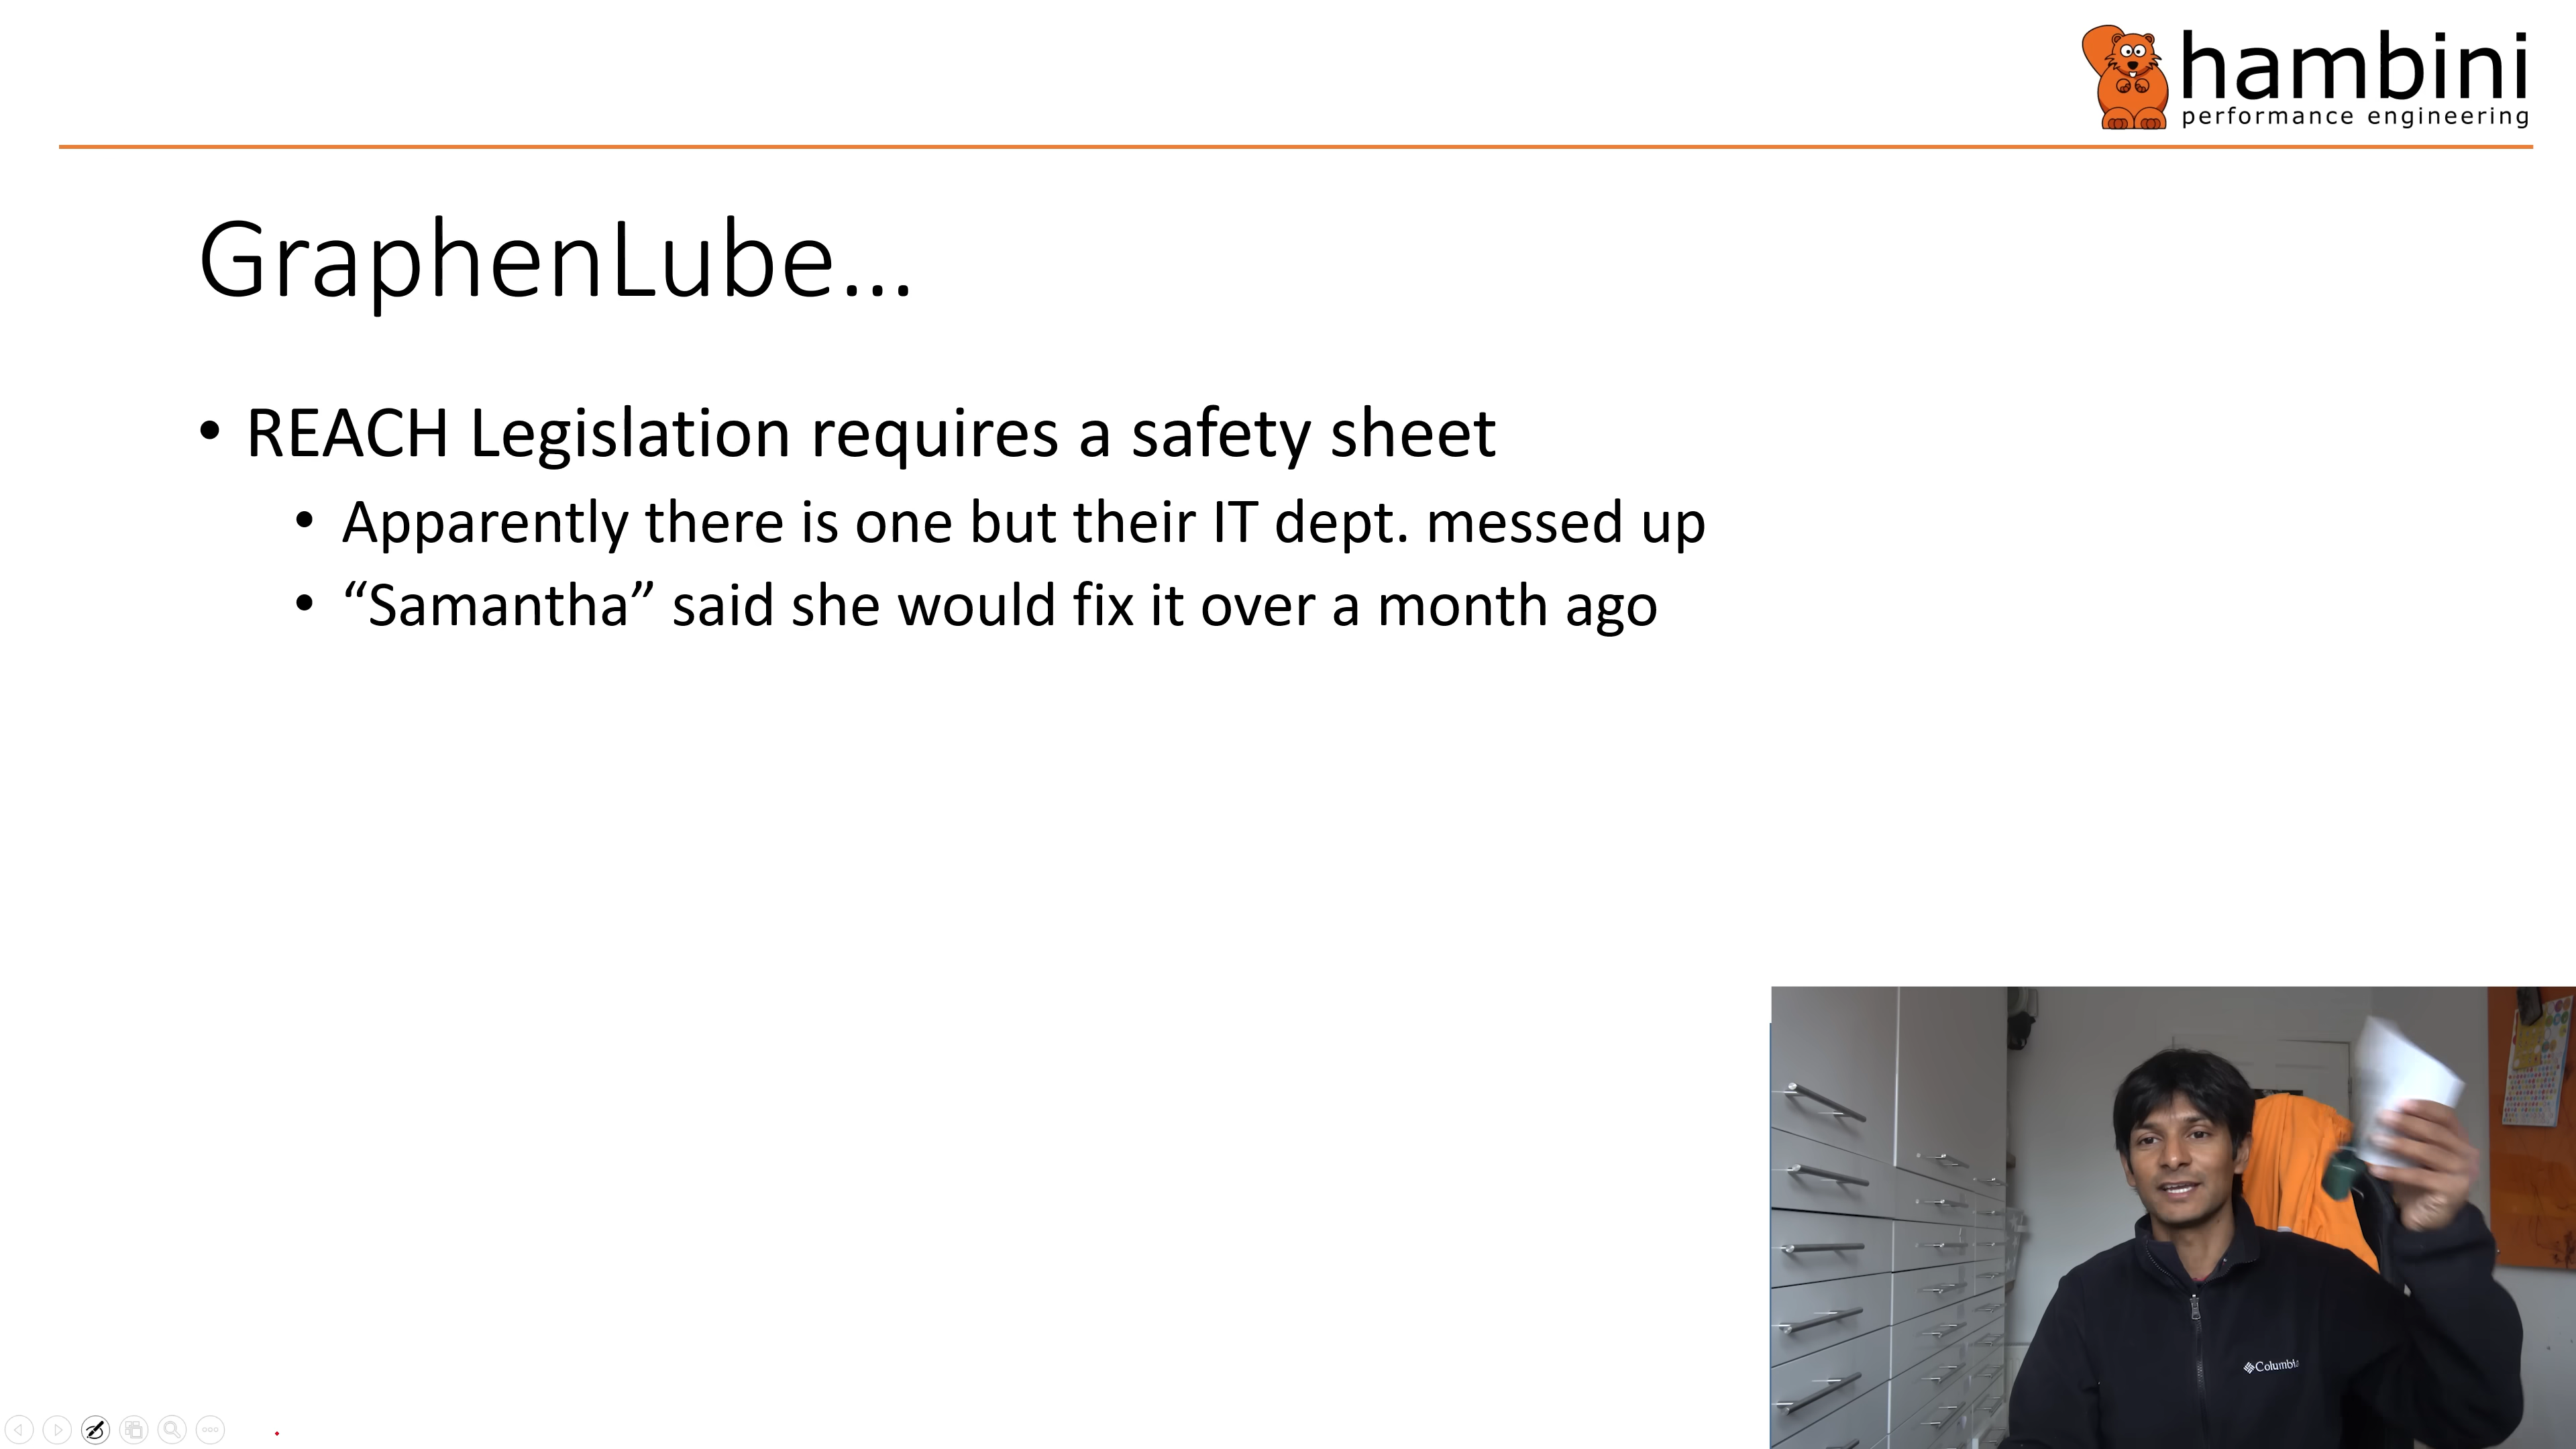 hambini
performance engineering
GraphenLube...
• REACH Legislation requires a safety sheet
• Apparently there is one but their IT dept. messed up
• “Samantha” said she would fix it over a month ago
Columbia